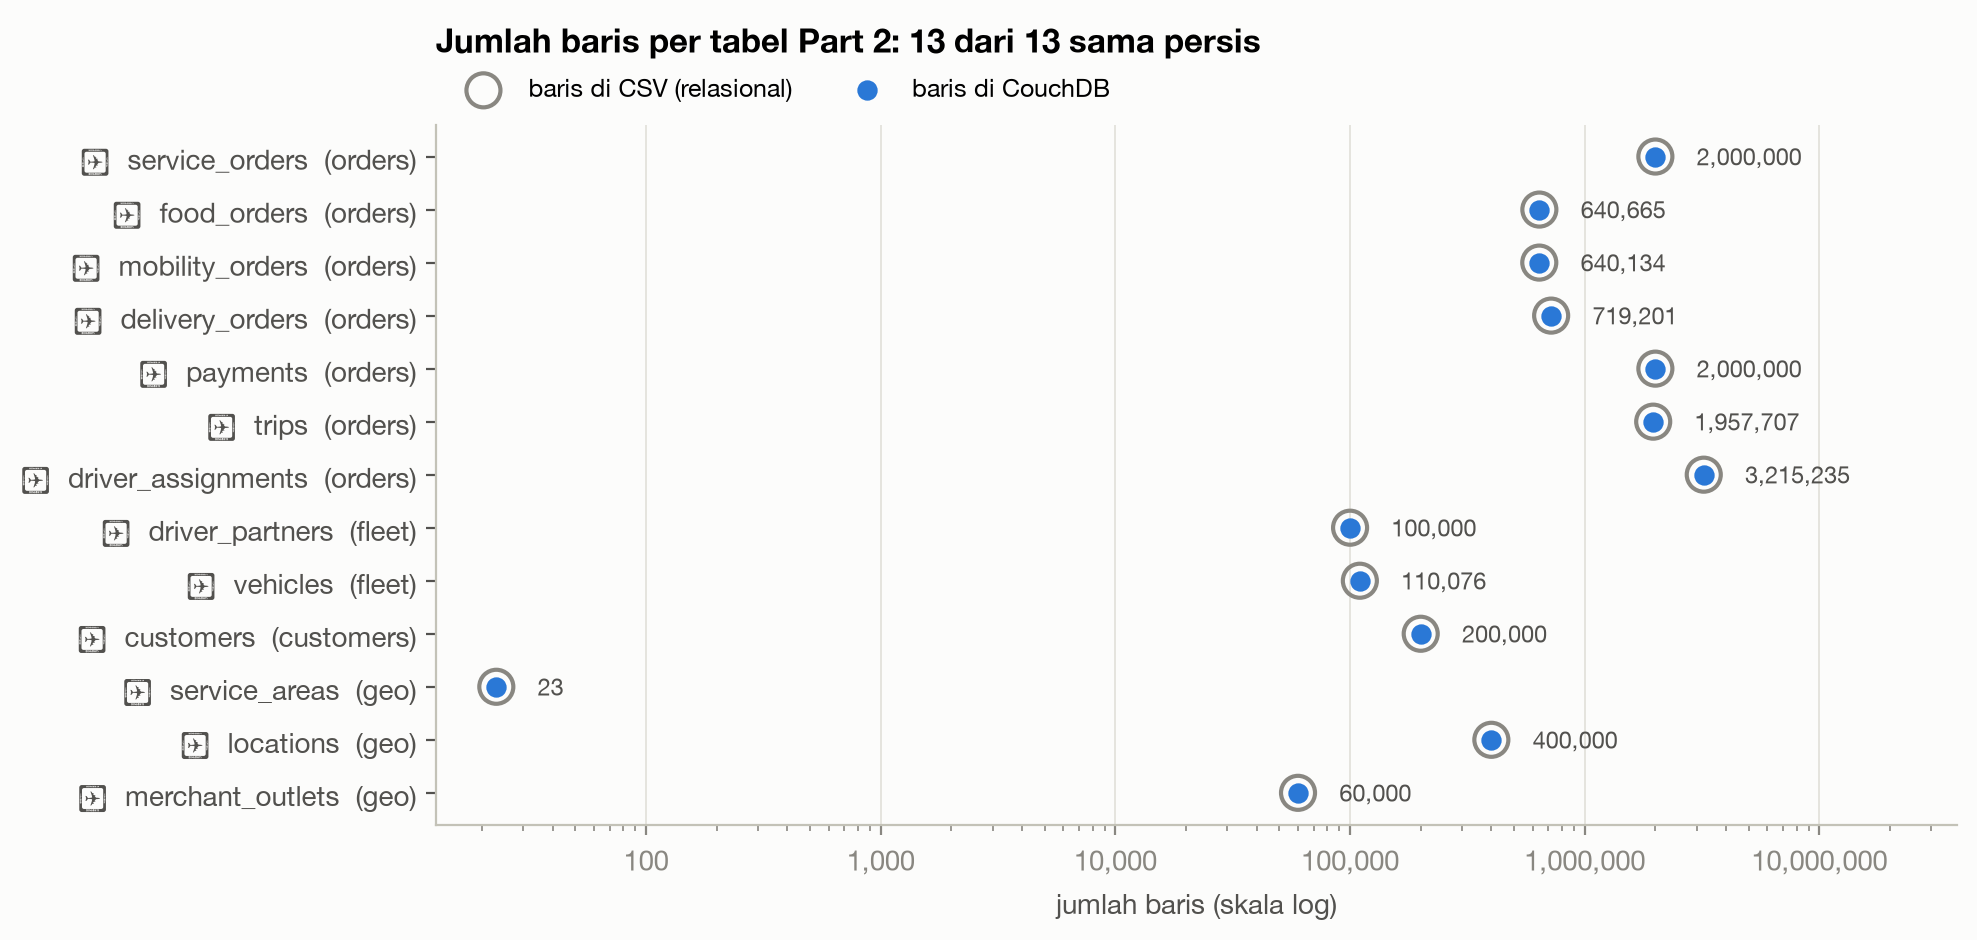 Jumlah baris per tabel Part 2: 13 dari 13 sama persis
baris di CSV (relasional) baris di CouchDB
service_orders (orders) 2,000,000
food_orders (orders) 640,665
mobility_orders (orders) 640,134
delivery_orders (orders) 719,201
payments (orders) 2,000,000
trips (orders) 1,957,707
driver_assignments (orders) 3,215,235
driver_partners (fleet) 100,000
vehicles (fleet) 110,076
customers (customers) 200,000
service_areas (geo) 23
locations (geo) 400,000
merchant_outlets (geo) 60,000
100 1,000 10,000 100,000 1,000,000 10,000,000
jumlah baris (skala log)